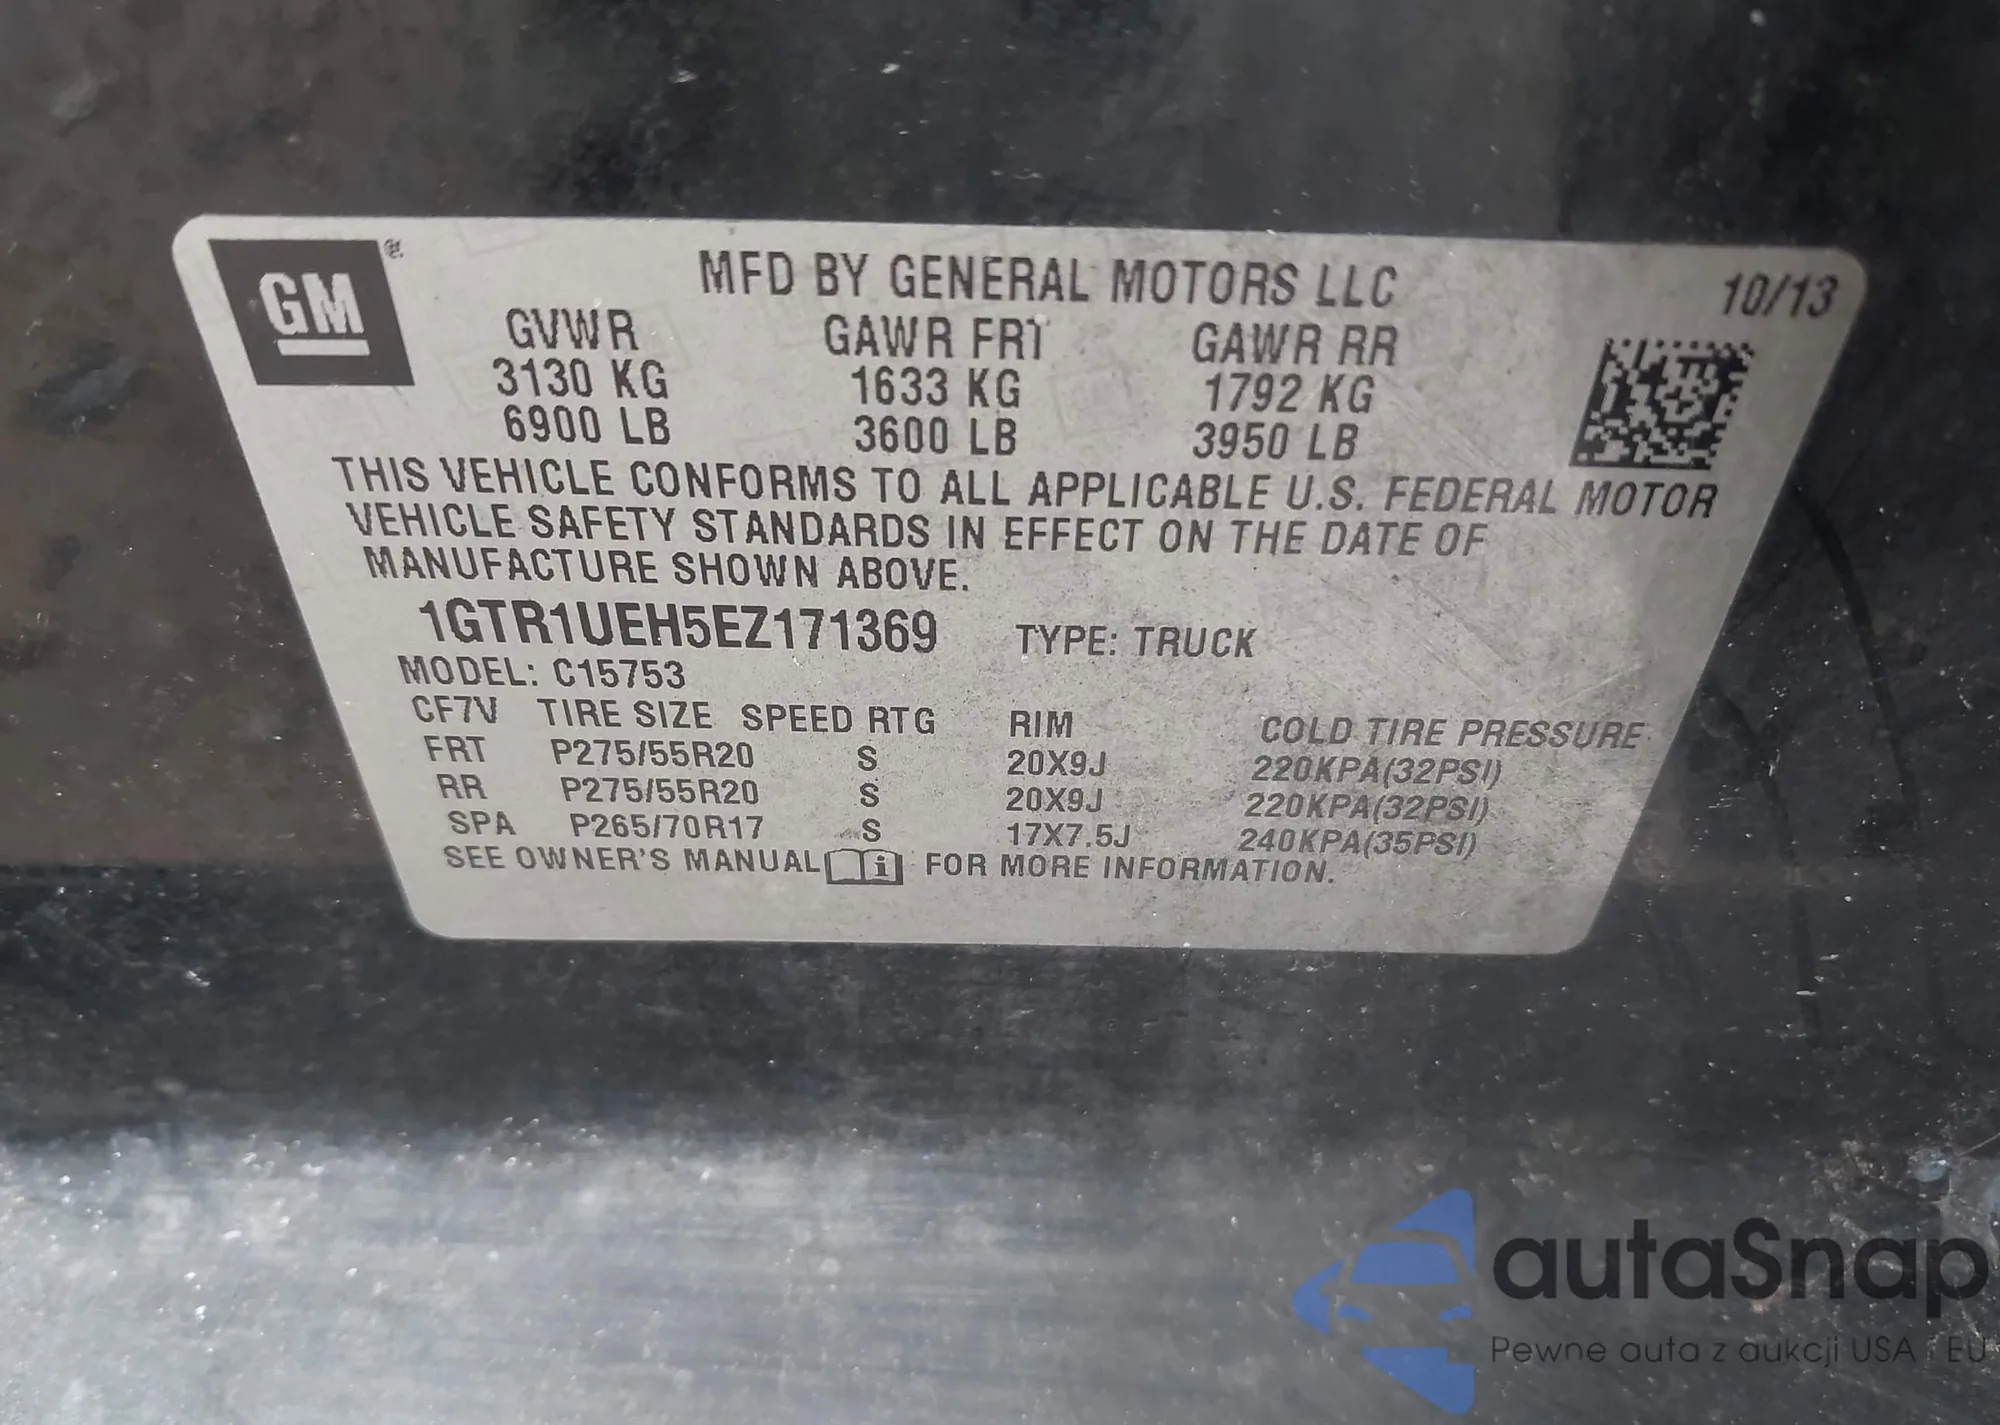 GM ®
MFD BY GENERAL MOTORS LLC 10/13
GVWR GAWR FRT GAWR RR
3130 KG 1633 KG 1792 KG
6900 LB 3600 LB 3950 LB
THIS VEHICLE CONFORMS TO ALL APPLICABLE U.S. FEDERAL MOTOR
VEHICLE SAFETY STANDARDS IN EFFECT ON THE DATE OF
MANUFACTURE SHOWN ABOVE.
1GTR1UEH5EZ171369 TYPE: TRUCK
MODEL: C15753
CF7V TIRE SIZE SPEED RTG RIM COLD TIRE PRESSURE
FRT P275/55R20 S 20X9J 220KPA(32PSI)
RR P275/55R20 S 20X9J 220KPA(32PSI)
SPA P265/70R17 S 17X7.5J 240KPA(35PSI)
SEE OWNER'S MANUAL i FOR MORE INFORMATION.
autaSnap
Pewne auta z aukcji USA i EU